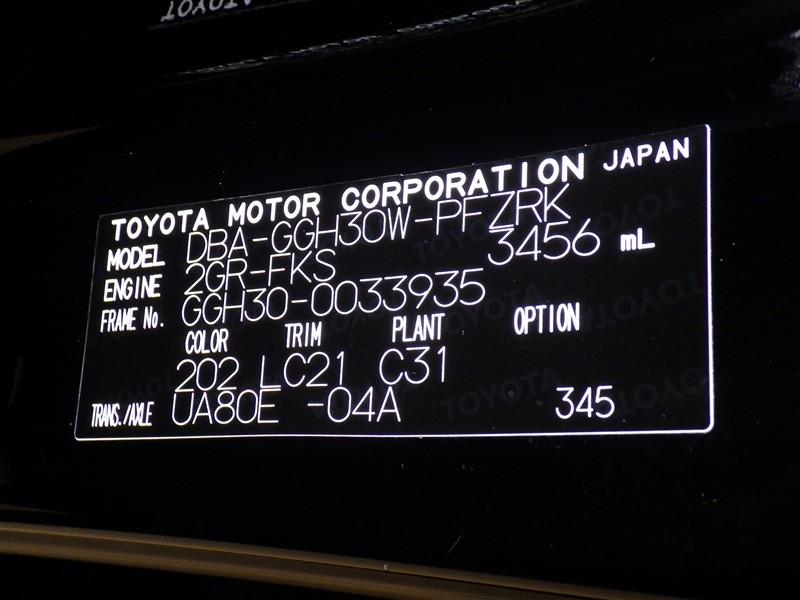 TOYOTA MOTOR CORPORATION JAPAN
MODEL DBA-GGH30W-PFZRK
ENGINE 2GR-FKS 3456 mL
FRAME No. GGH30-0033935
COLOR TRIM PLANT OPTION
202 LC21 C31
TRANS./AXLE UA80E -04A 345